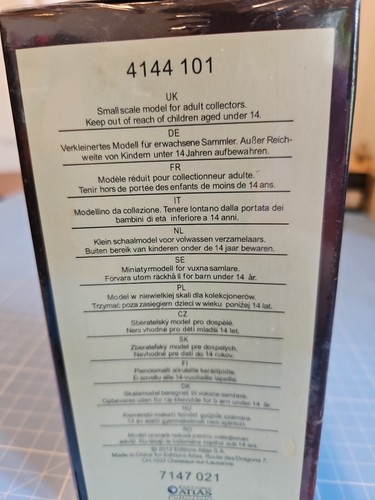 4144 101
UK
Small scale model for adult collectors.
Keep out of reach of children aged under 14.
DE
Verkleinertes Modell für erwachsene Sammler. Außer Reich-
weite von Kindern unter 14 Jahren aufbewahren.
FR
Modèle réduit pour collectionneur adulte.
Tenir hors de portée des enfants de moins de 14 ans.
IT
Modellino da collezione. Tenere lontano dalla portata dei
bambini di età inferiore a 14 anni.
NL
Klein schaalmodel voor volwassen verzamelaars.
Buiten bereik van kinderen onder de 14 jaar bewaren.
SE
Miniatyrmodell för vuxna samlare.
Förvara utom räckhå ll för barn under 14 år.
PL
Model w niewielkiej skali dla kolekcjonerów.
Trzymać poza zasięgiem dzieci w wieku poniżej 14 lat.
CZ
Sběratelský model pro dospělé.
Není vhodné pro děti mladší 14 let.
SK
Zberateľský model pre dospelých.
Nevhodné pre deti do 14 rokov.
FI
DK
HU
RO
© 2012 Editions Atlas S.A.
7147 021
ATLAS